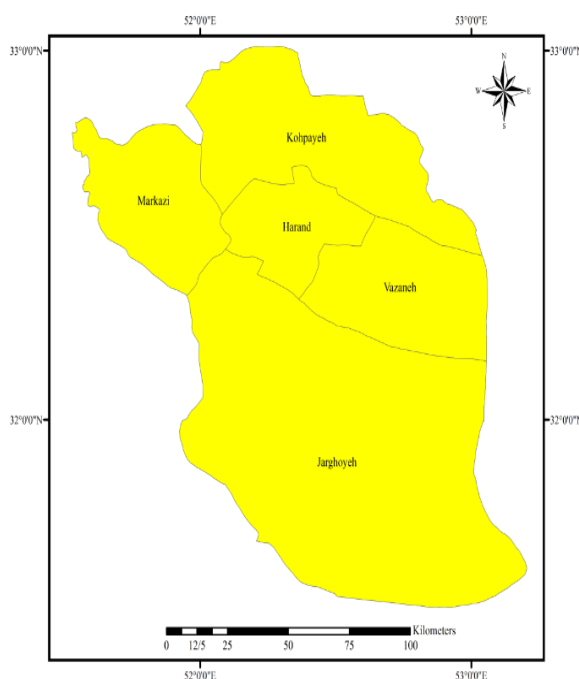 52°0'0"E 53°0'0"E
33°0'0"N 33°0'0"N
N
W E
S
Kohpayeh
Markazi
Harand
Vazaneh
32°0'0"N 32°0'0"N
Jarghoyeh
Kilometers
0 12/5 25 50 75 100
52°0'0"E 53°0'0"E